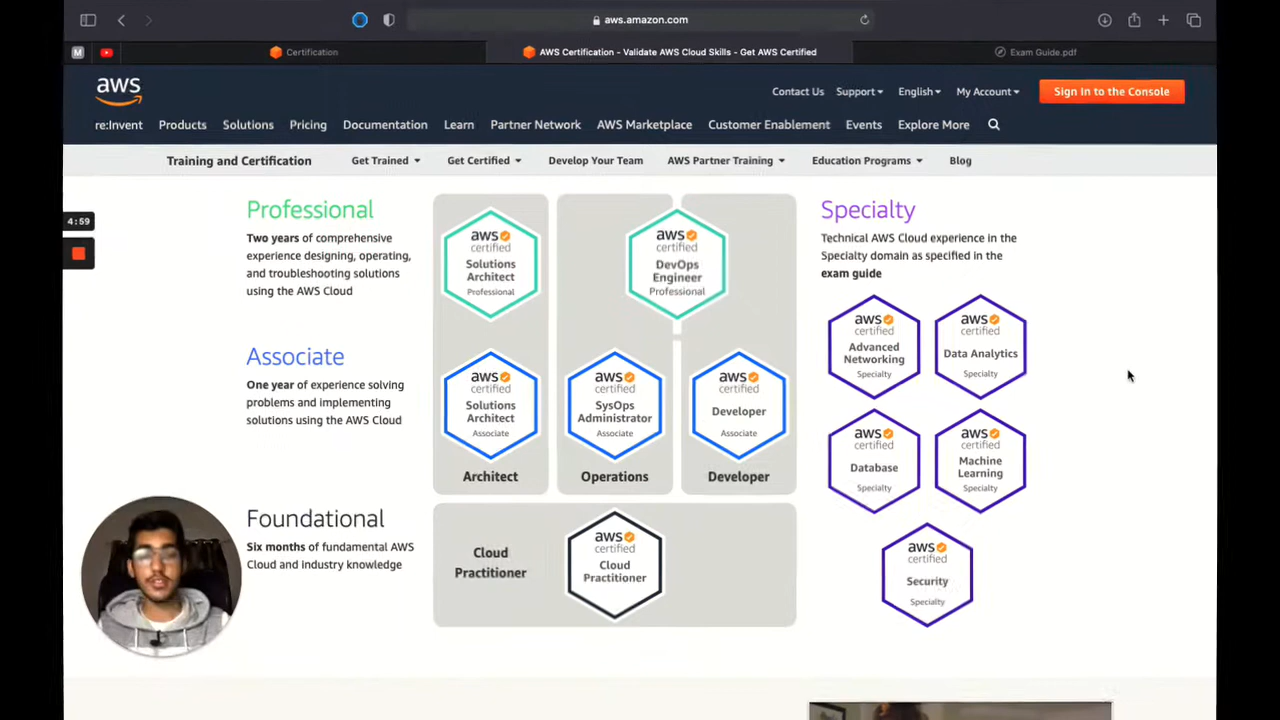 aws.amazon.com
M
Certification
AWS Certification - Validate AWS Cloud Skills - Get AWS Certified
Exam Guide.pdf
aws
Contact Us
Support
English
My Account
Sign In to the Console
re:Invent
Products
Solutions
Pricing
Documentation
Learn
Partner Network
AWS Marketplace
Customer Enablement
Events
Explore More
Training and Certification
Get Trained
Get Certified
Develop Your Team
AWS Partner Training
Education Programs
Blog
4:59
Professional
Two years of comprehensive
experience designing, operating,
and troubleshooting solutions
using the AWS Cloud
aws
certified
Solutions
Architect
Professional
aws
certified
DevOps
Engineer
Professional
Associate
One year of experience solving
problems and implementing
solutions using the AWS Cloud
aws
certified
Solutions
Architect
Associate
aws
certified
SysOps
Administrator
Associate
aws
certified
Developer
Associate
Architect
Operations
Developer
Foundational
Six months of fundamental AWS
Cloud and industry knowledge
Cloud
Practitioner
aws
certified
Cloud
Practitioner
Specialty
Technical AWS Cloud experience in the
Specialty domain as specified in the
exam guide
aws
certified
Advanced
Networking
Specialty
aws
certified
Data Analytics
Specialty
aws
certified
Database
Specialty
aws
certified
Machine
Learning
Specialty
aws
certified
Security
Specialty